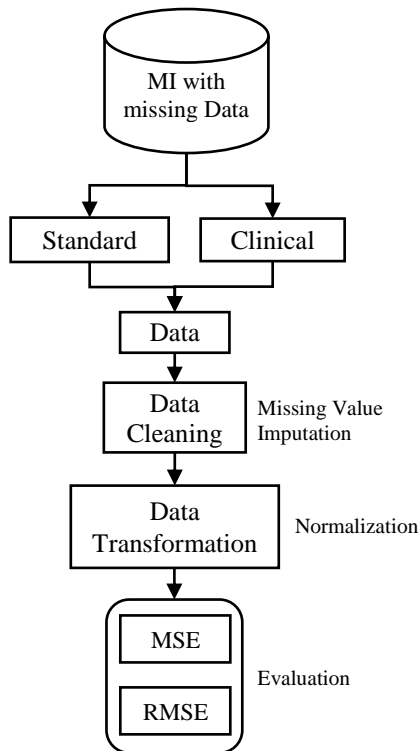 MI with
missing Data
Standard
Clinical
Data
Data
Cleaning
Missing Value
Imputation
Data
Transformation
Normalization
MSE
RMSE
Evaluation